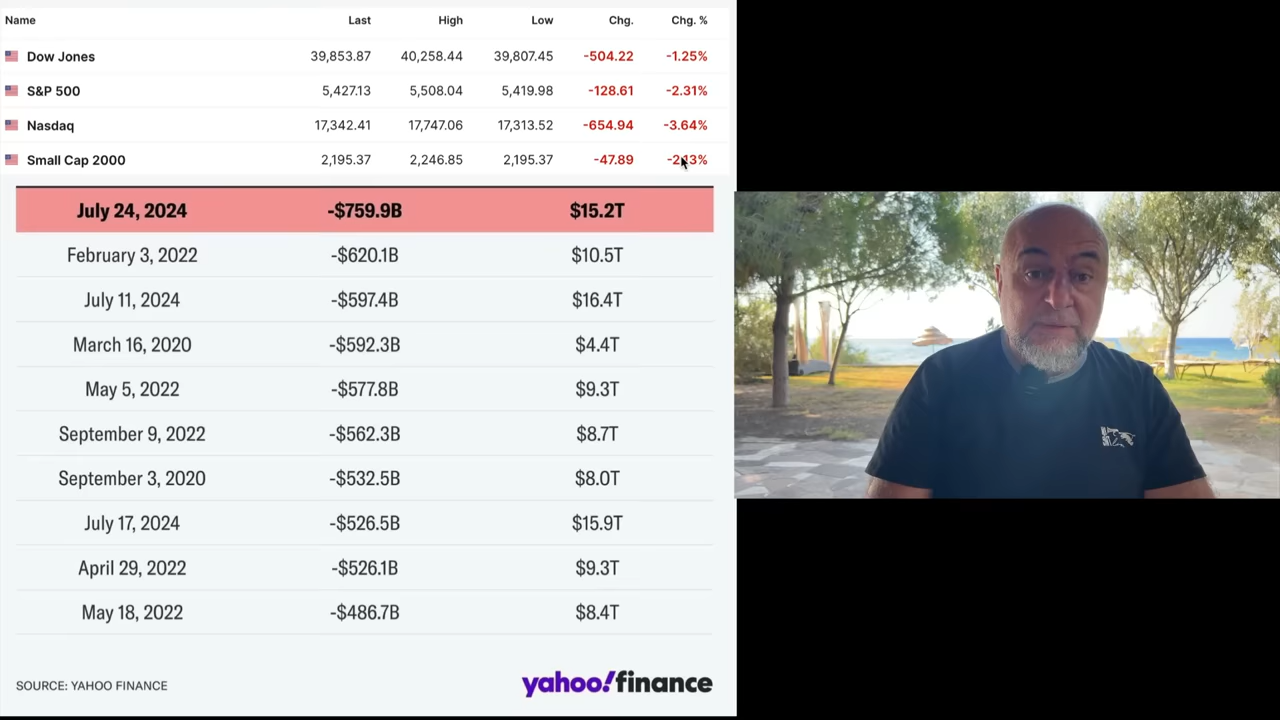 Name Last High Low Chg. Chg. %
Dow Jones 39,853.87 40,258.44 39,807.45 -504.22 -1.25%
S&P 500 5,427.13 5,508.04 5,419.98 -128.61 -2.31%
Nasdaq 17,342.41 17,747.06 17,313.52 -654.94 -3.64%
Small Cap 2000 2,195.37 2,246.85 2,195.37 -47.89 -2.13%
July 24, 2024 -$759.9B $15.2T
February 3, 2022 -$620.1B $10.5T
July 11, 2024 -$597.4B $16.4T
March 16, 2020 -$592.3B $4.4T
May 5, 2022 -$577.8B $9.3T
September 9, 2022 -$562.3B $8.7T
September 3, 2020 -$532.5B $8.0T
July 17, 2024 -$526.5B $15.9T
April 29, 2022 -$526.1B $9.3T
May 18, 2022 -$486.7B $8.4T
SOURCE: YAHOO FINANCE
yahoo!finance